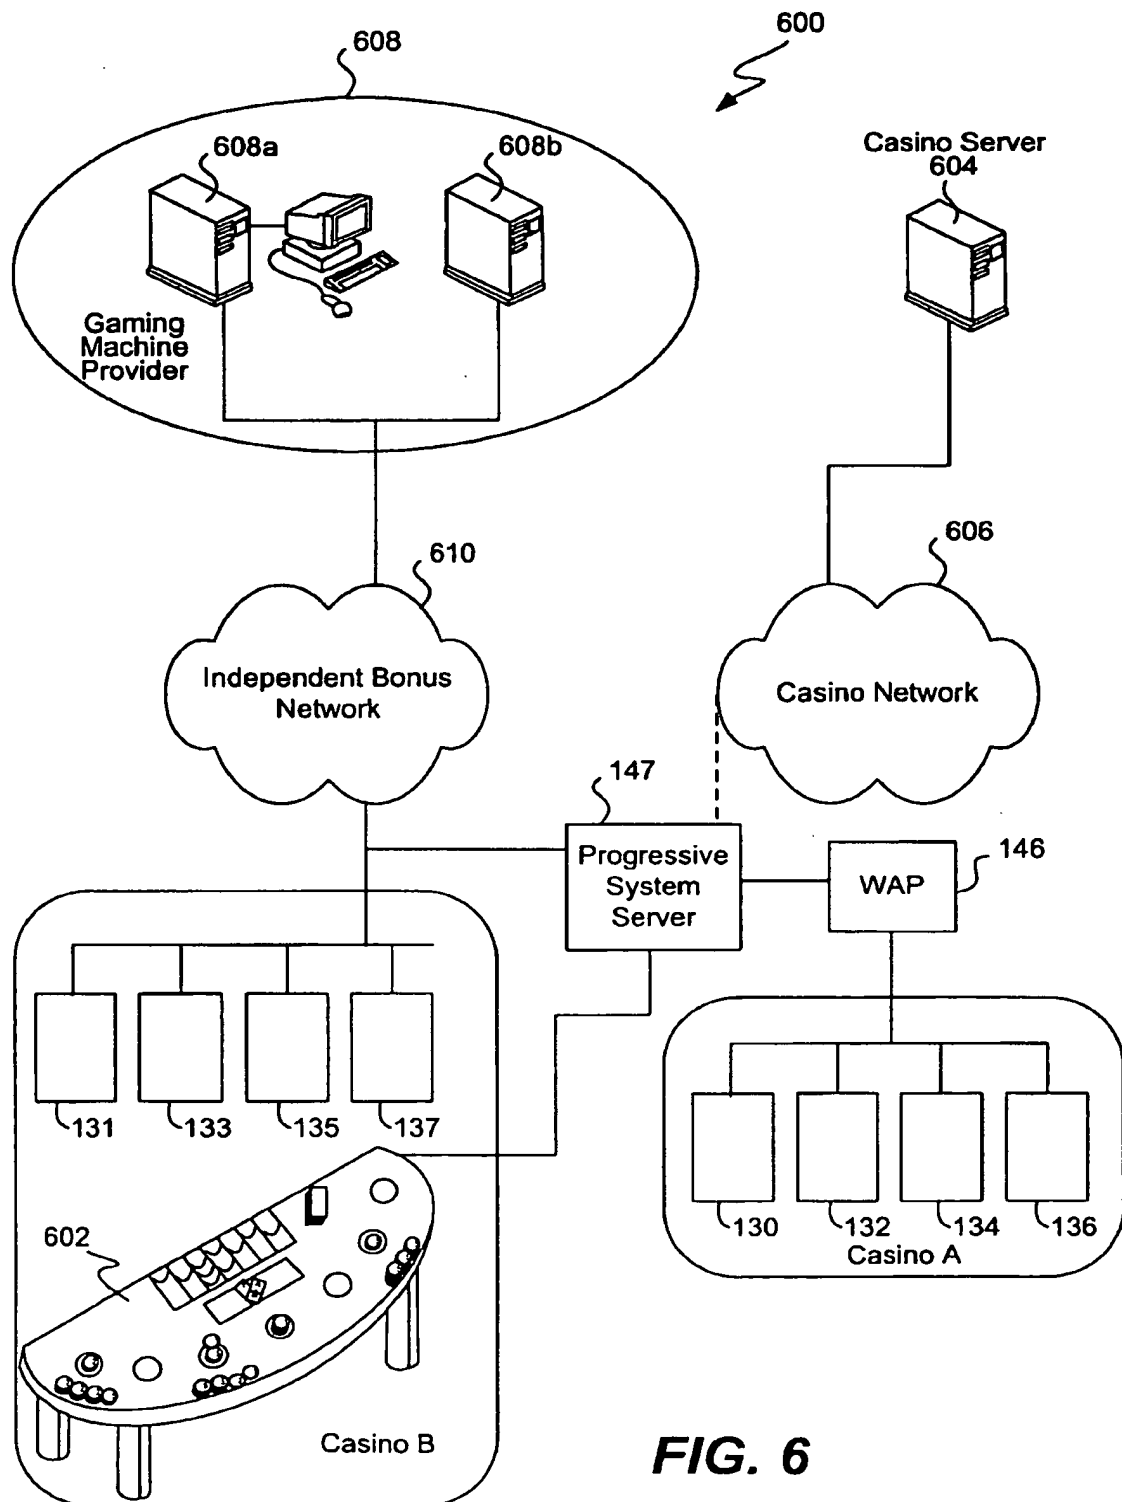 600
608
608a
608b
Casino Server
604
Gaming
Machine
Provider
610
606
Independent Bonus
Network
Casino Network
147
Progressive
System
Server
WAP
146
131
133
135
137
130
132
134
136
Casino A
602
Casino B
FIG. 6